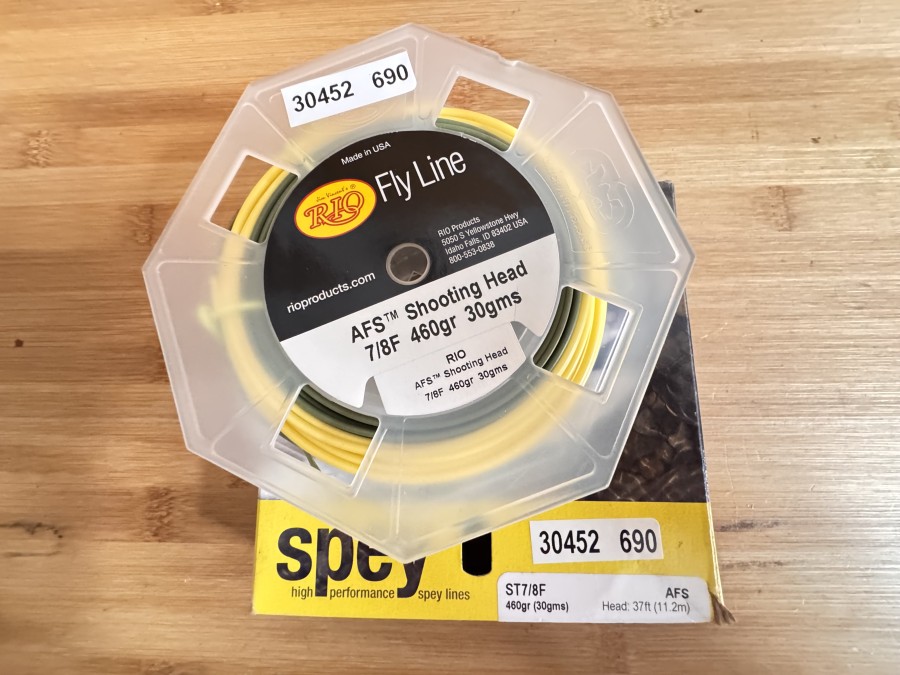 30452 690
Made in USA
Jim Vincent's ®
RIO
Fly Line
RIO Products
5050 S Yellowstone Hwy
Idaho Falls, ID 83402 USA
800-553-0838
rioproducts.com
AFS™ Shooting Head
7/8F 460gr 30gms
RIO
AFS™ Shooting Head
7/8F 460gr 30gms
spey
high performance spey lines
30452 690
ST7/8F AFS
460gr (30gms) Head: 37ft (11.2m)